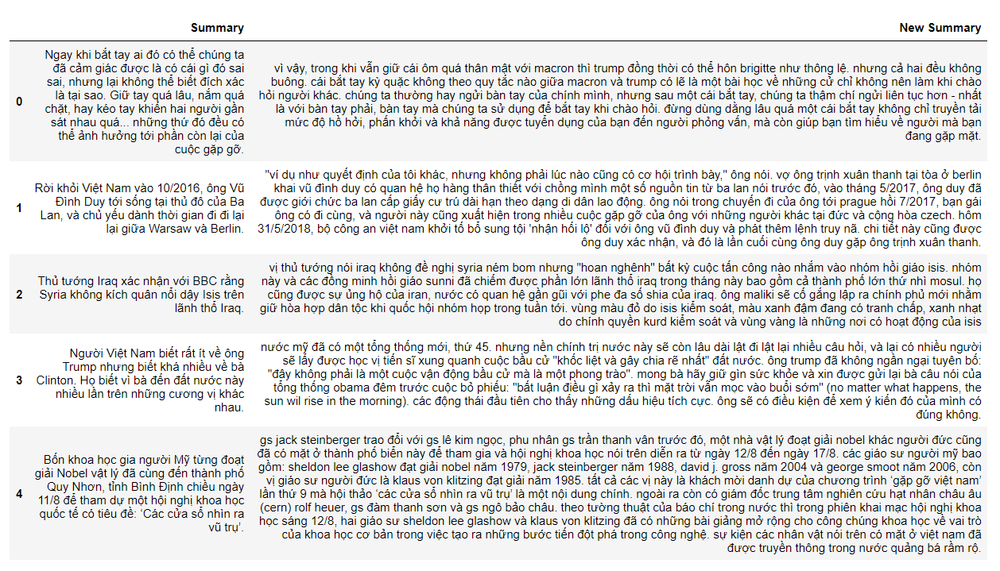 Summary New Summary
0
Ngay khi bắt tay ai đó có thể chúng ta
đã cảm giác được là có cái gì đó sai
sai, nhưng lại không thể biết đích xác
là tại sao. Giữ tay quá lâu, nắm quá
chặt, hay kéo tay khiến hai người gần
sát nhau quá... những thứ đó đều có
thể ảnh hưởng tới phần còn lại của
cuộc gặp gỡ.
vì vậy, trong khi vẫn giữ cái ôm quá thân mật với macron thì trump đồng thời có thể hôn brigitte như thông lệ. nhưng cả hai đều không
buông. cái bắt tay kỳ quặc không theo quy tắc nào giữa macron và trump có lẽ là một bài học về những cử chỉ không nên làm khi chào
hỏi người khác. chúng ta thường hay ngửi bàn tay của chính mình, nhưng sau một cái bắt tay, chúng ta thậm chí ngửi liên tục hơn - nhất
là với bàn tay phải, bàn tay mà chúng ta sử dụng để bắt tay khi chào hỏi. đừng dùng dằng lâu quá một cái bắt tay không chỉ truyền tải
mức độ hồ hởi, phấn khởi và khả năng được tuyển dụng của bạn đến người phỏng vấn, mà còn giúp bạn tìm hiểu về người mà bạn
đang gặp mặt.
1
Rời khỏi Việt Nam vào 10/2016, ông Vũ
Đình Duy tới sống tại thủ đô của Ba
Lan, và chủ yếu dành thời gian đi đi lại
lại giữa Warsaw và Berlin.
"ví dụ như quyết định của tôi khác, nhưng không phải lúc nào cũng có cơ hội trình bày," ông nói. vợ ông trịnh xuân thanh tại tòa ở berlin
khai vũ đình duy có quan hệ họ hàng thân thiết với chồng mình một số nguồn tin từ ba lan nói trước đó, vào tháng 5/2017, ông duy đã
được giới chức ba lan cấp giấy cư trú dài hạn theo dạng di dân lao động. ông nói trong chuyến đi của ông tới prague hồi 7/2017, bạn gái
ông có đi cùng, và người này cũng xuất hiện trong nhiều cuộc gặp gỡ của ông với những người khác tại đức và cộng hòa czech. hôm
31/5/2018, bộ công an việt nam khởi tố bổ sung tội 'nhận hối lộ' đối với ông vũ đình duy và phát thêm lệnh truy nã. chi tiết này cũng được
ông duy xác nhận, và đó là lần cuối cùng ông duy gặp ông trịnh xuân thanh.
2
Thủ tướng Iraq xác nhận với BBC rằng
Syria không kích quân nổi dậy Isis trên
lãnh thổ Iraq.
vị thủ tướng nói iraq không đề nghị syria ném bom nhưng "hoan nghênh" bất kỳ cuộc tấn công nào nhắm vào nhóm hồi giáo isis. nhóm
này và các đồng minh hồi giáo sunni đã chiếm được phần lớn lãnh thổ iraq trong tháng này bao gồm cả thành phố lớn thứ nhì mosul. họ
cũng được sự ủng hộ của iran, nước có quan hệ gần gũi với phe đa số shia của iraq. ông maliki sẽ cố gắng lập ra chính phủ mới nhằm
giữ hòa hợp dân tộc khi quốc hội nhóm họp trong tuần tới. vùng màu đỏ do isis kiểm soát, màu xanh đậm đang có tranh chấp, xanh nhạt
do chính quyền kurd kiểm soát và vùng vàng là những nơi có hoạt động của isis
3
Người Việt Nam biết rất ít về ông
Trump nhưng biết khá nhiều về bà
Clinton. Họ biết vì bà đến đất nước này
nhiều lần trên những cương vị khác
nhau.
nước mỹ đã có một tổng thống mới, thứ 45. nhưng nền chính trị nước này sẽ còn lâu dài lật đi lật lại nhiều câu hỏi, và lại có nhiều người
sẽ lấy được học vị tiến sĩ xung quanh cuộc bầu cử "khốc liệt và gây chia rẽ nhất" đất nước. ông trump đã không ngần ngại tuyên bố:
"đây không phải là một cuộc vận động bầu cử mà là một phong trào". mong bà hãy giữ gìn sức khỏe và xin được gửi lại bà câu nói của
tổng thống obama đêm trước cuộc bỏ phiếu: "bất luận điều gì xảy ra thì mặt trời vẫn mọc vào buổi sớm" (no matter what happens, the
sun wil rise in the morning). các động thái đầu tiên cho thấy những dấu hiệu tích cực. ông sẽ có điều kiện để xem ý kiến đó của mình có
đúng không.
4
Bốn khoa học gia người Mỹ từng đoạt
giải Nobel vật lý đã cùng đến thành phố
Quy Nhơn, tỉnh Bình Định chiều ngày
11/8 để tham dự một hội nghị khoa học
quốc tế có tiêu đề: ‘Các cửa sổ nhìn ra
vũ trụ’.
gs jack steinberger trao đổi với gs lê kim ngọc, phu nhân gs trần thanh vân trước đó, một nhà vật lý đoạt giải nobel khác người đức cũng
đã có mặt ở thành phố biển này để tham gia và hội nghị khoa học nói trên diễn ra từ ngày 12/8 đến ngày 17/8. các giáo sư người mỹ bao
gồm: sheldon lee glashow đạt giải nobel năm 1979, jack steinberger năm 1988, david j. gross năm 2004 và george smoot năm 2006, còn
vị giáo sư người đức là klaus von klitzing đạt giải năm 1985. tất cả các vị này là khách mời danh dự của chương trình ‘gặp gỡ việt nam’
lần thứ 9 mà hội thảo ‘các cửa sổ nhìn ra vũ trụ’ là một nội dung chính. ngoài ra còn có giám đốc trung tâm nghiên cứu hạt nhân châu âu
(cern) rolf heuer, gs đàm thanh sơn và gs ngô bảo châu. theo tường thuật của báo chí trong nước thì trong phiên khai mạc hội nghị khoa
học sáng 12/8, hai giáo sư sheldon lee glashow và klaus von klitzing đã có những bài giảng mở rộng cho công chúng khoa học về vai trò
của khoa học cơ bản trong việc tạo ra những bước tiến đột phá trong công nghệ. sự kiện các nhân vật nói trên có mặt ở việt nam đã
được truyền thông trong nước quảng bá rầm rộ.